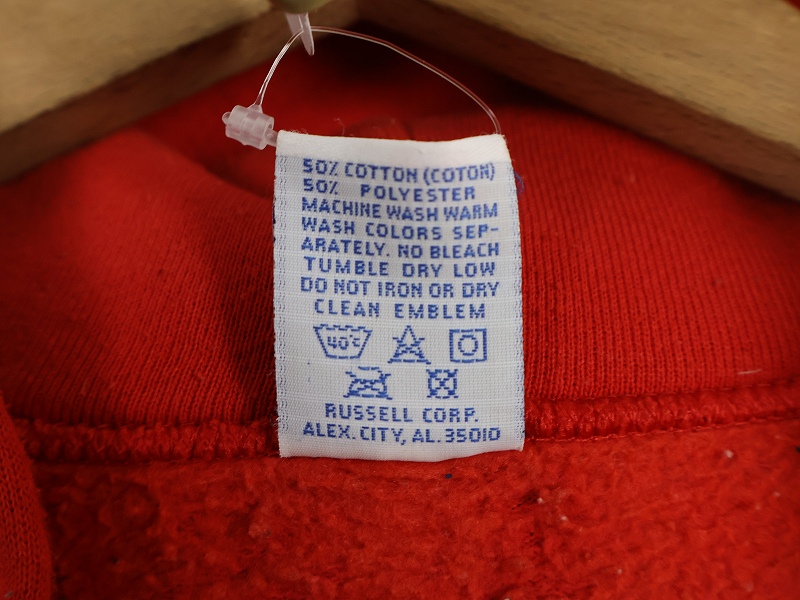 50% COTTON (COTON)
50% POLYESTER
MACHINE WASH WARM
WASH COLORS SEP-
ARATELY. NO BLEACH
TUMBLE DRY LOW
DO NOT IRON OR DRY
CLEAN EMBLEM
40°C
RUSSELL CORP.
ALEX. CITY, AL. 35010